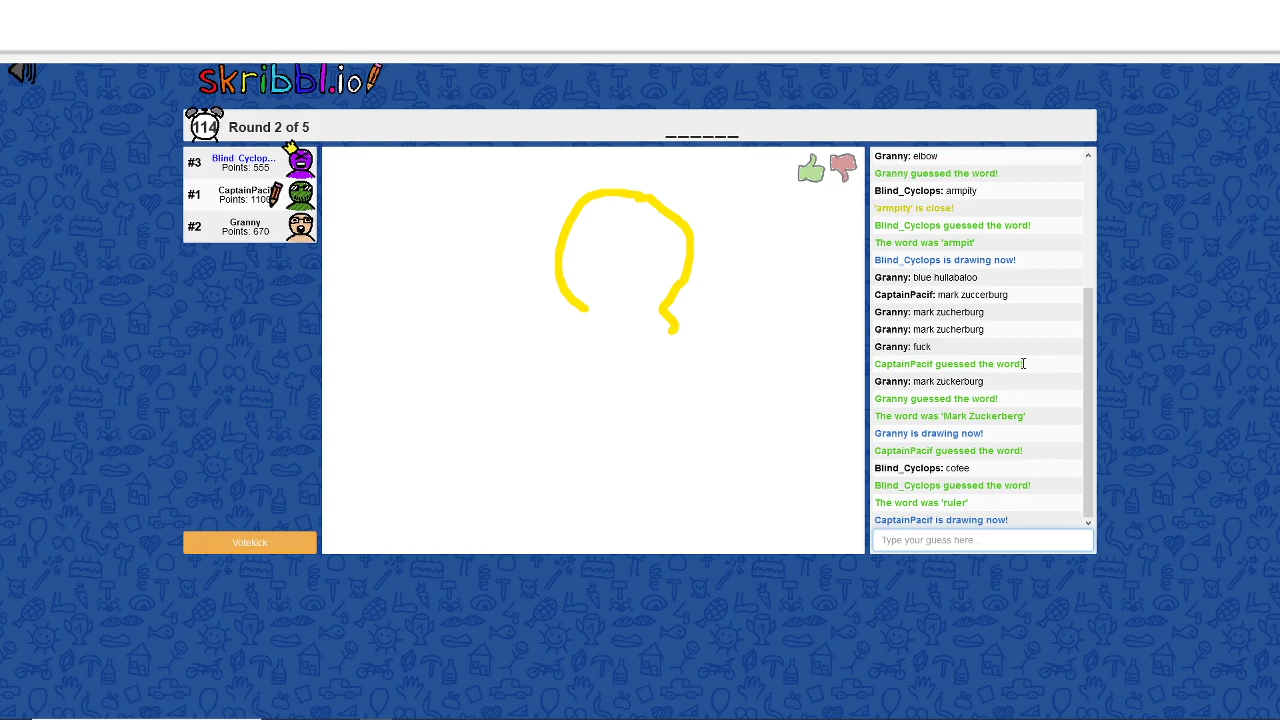 skribbl.io
114 Round 2 of 5
______
#3 Blind_Cyclop...
Points: 555
#1 CaptainPacif
Points: 1100
#2 Granny
Points: 670
Votekick
Granny: elbow
Granny guessed the word!
Blind_Cyclops: armpity
'armpity' is close!
Blind_Cyclops guessed the word!
The word was 'armpit'
Blind_Cyclops is drawing now!
Granny: blue hullabaloo
CaptainPacif: mark zuccerburg
Granny: mark zucherburg
Granny: mark zucherburg
Granny: fuck
CaptainPacif guessed the word!
Granny: mark zuckerburg
Granny guessed the word!
The word was 'Mark Zuckerberg'
Granny is drawing now!
CaptainPacif guessed the word!
Blind_Cyclops: cofee
Blind_Cyclops guessed the word!
The word was 'ruler'
CaptainPacif is drawing now!
Type your guess here...